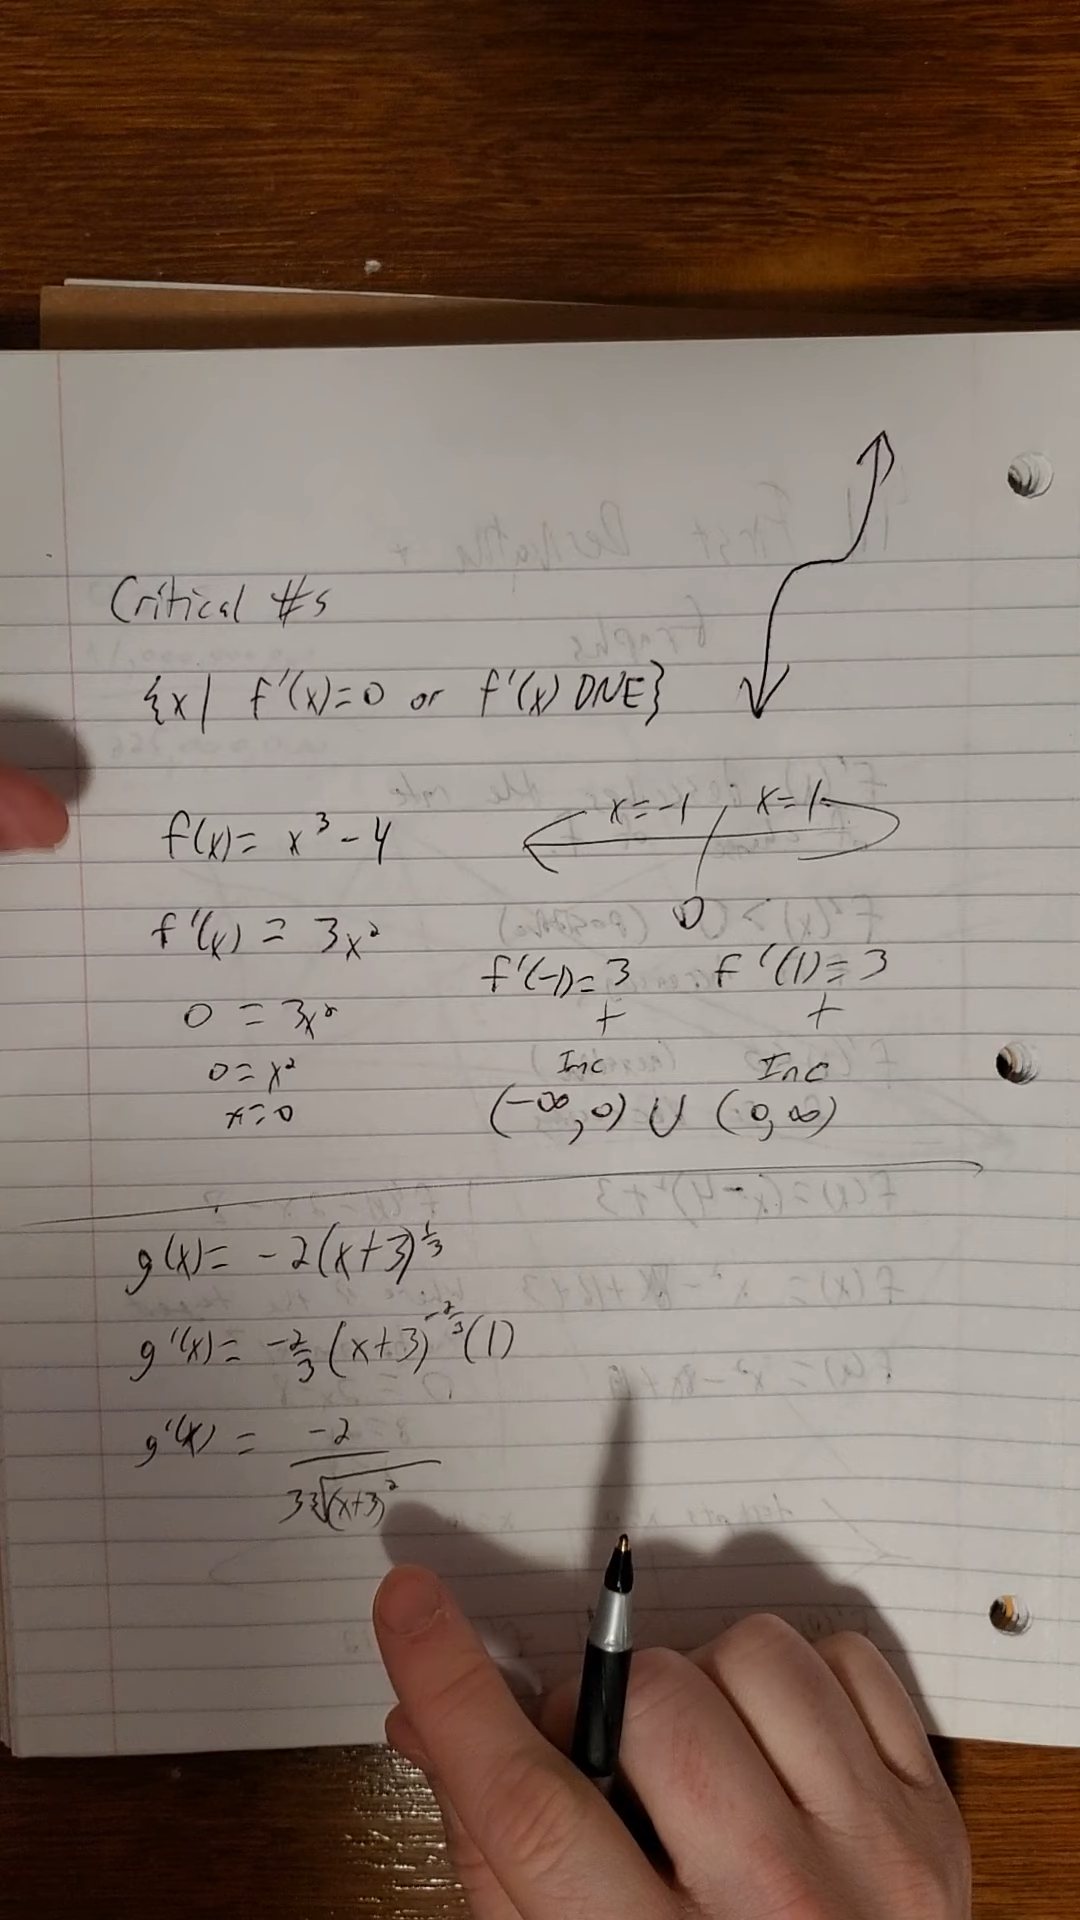 Critical #s
{x| f'(x)=0 or f'(x) DNE}
f(x)= x³-4
x=-1 x=1
0
f'(x) = 3x²
f'(-1)=3 f'(1)=3
+ +
0 = 3x²
0=x²
Inc Inc
x=0
(-∞,0) ∪ (0,∞)
g(x)= -2(x+3)^1/3
g'(x)= -2/3 (x+3)^-2/3 (1)
g'(x) = -2/(3∛(x+3)²)